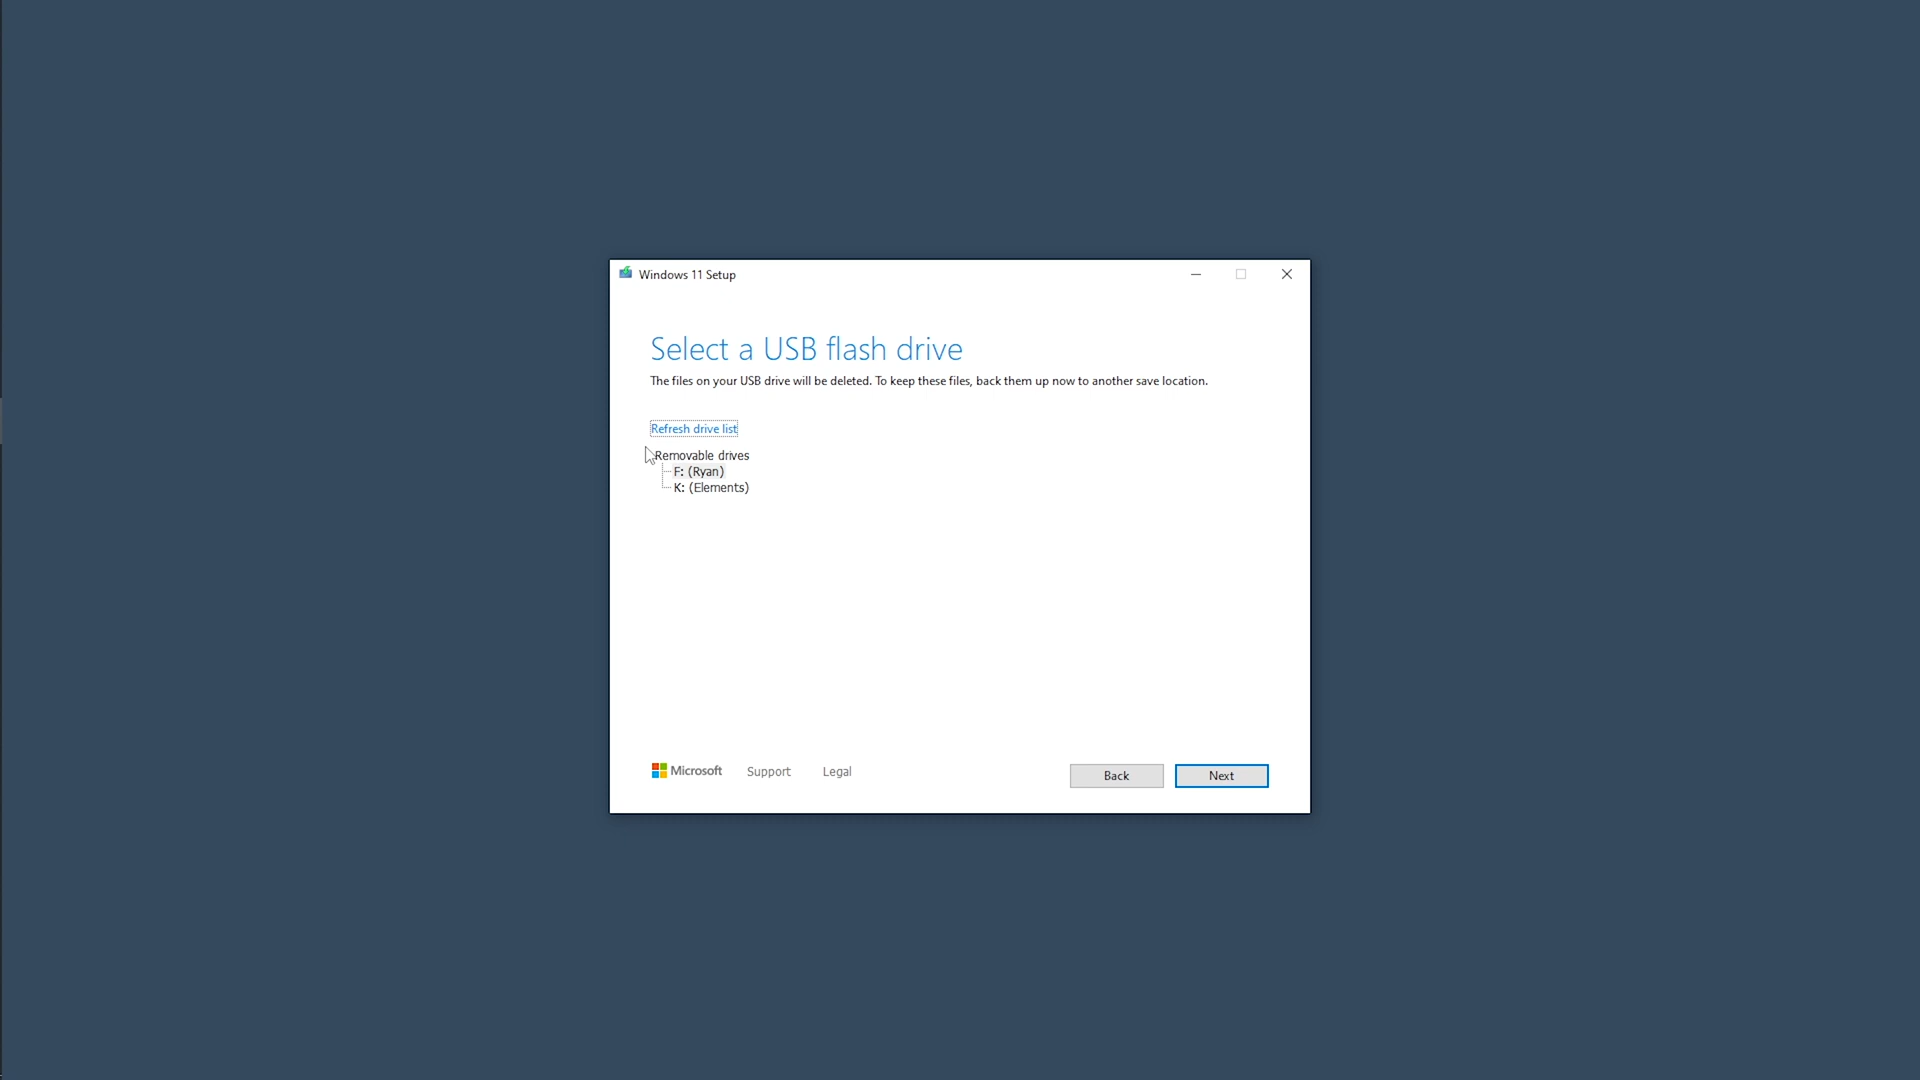 Windows 11 Setup
Select a USB flash drive
The files on your USB drive will be deleted. To keep these files, back them up now to another save location.
Refresh drive list
Removable drives
F: (Ryan)
K: (Elements)
Microsoft Support Legal
Back Next